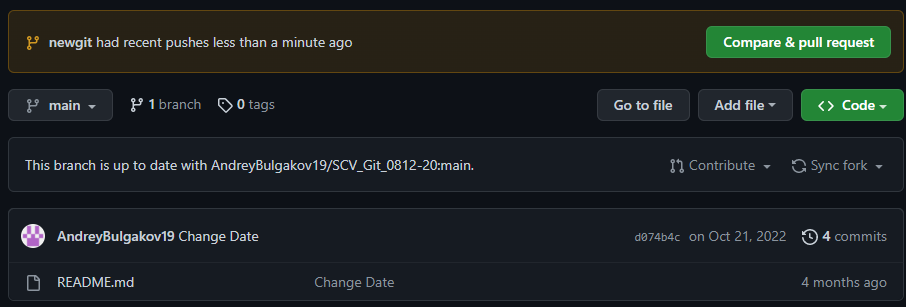 newgit had recent pushes less than a minute ago
Compare & pull request
main
1 branch
0 tags
Go to file
Add file
Code
This branch is up to date with AndreyBulgakov19/SCV_Git_0812-20:main.
Contribute
Sync fork
AndreyBulgakov19 Change Date
d074b4c on Oct 21, 2022
4 commits
README.md
Change Date
4 months ago